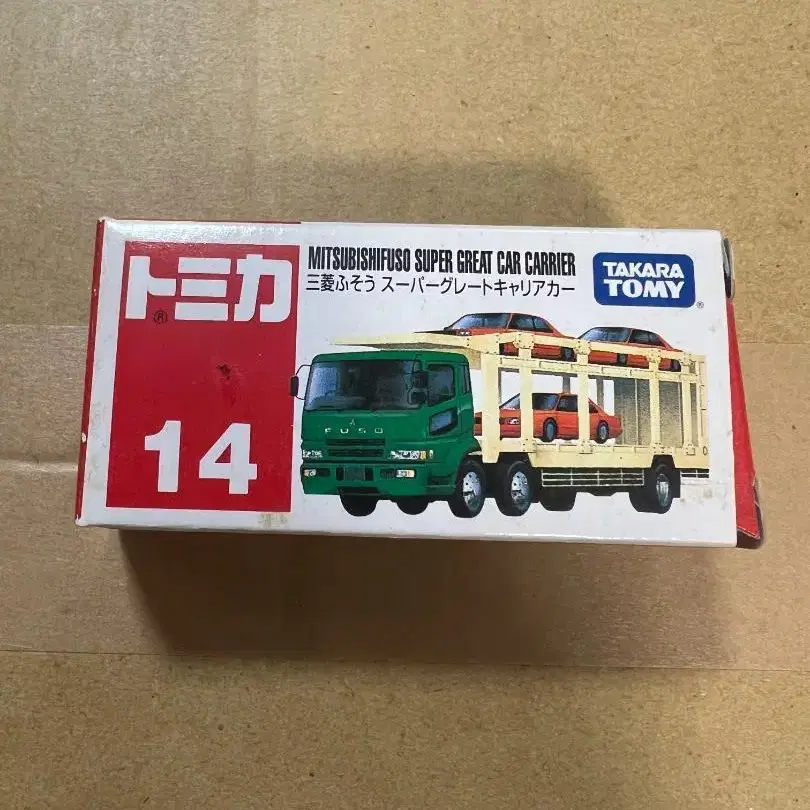 トミカ
®
14
MITSUBISHIFUSO SUPER GREAT CAR CARRIER
三菱ふそう スーパーグレートキャリアカー
TAKARA
TOMY
®
FUSO